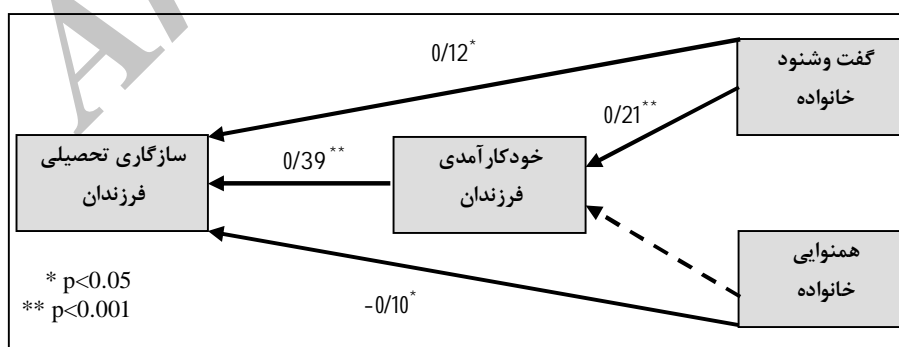 گفت وشنود
خانواده
0/12*
0/21**
خودکارآمدی
فرزندان
0/39**
سازگاری تحصیلی
فرزندان
همنوایی
خانواده
-0/10*
* p<0.05
** p<0.001